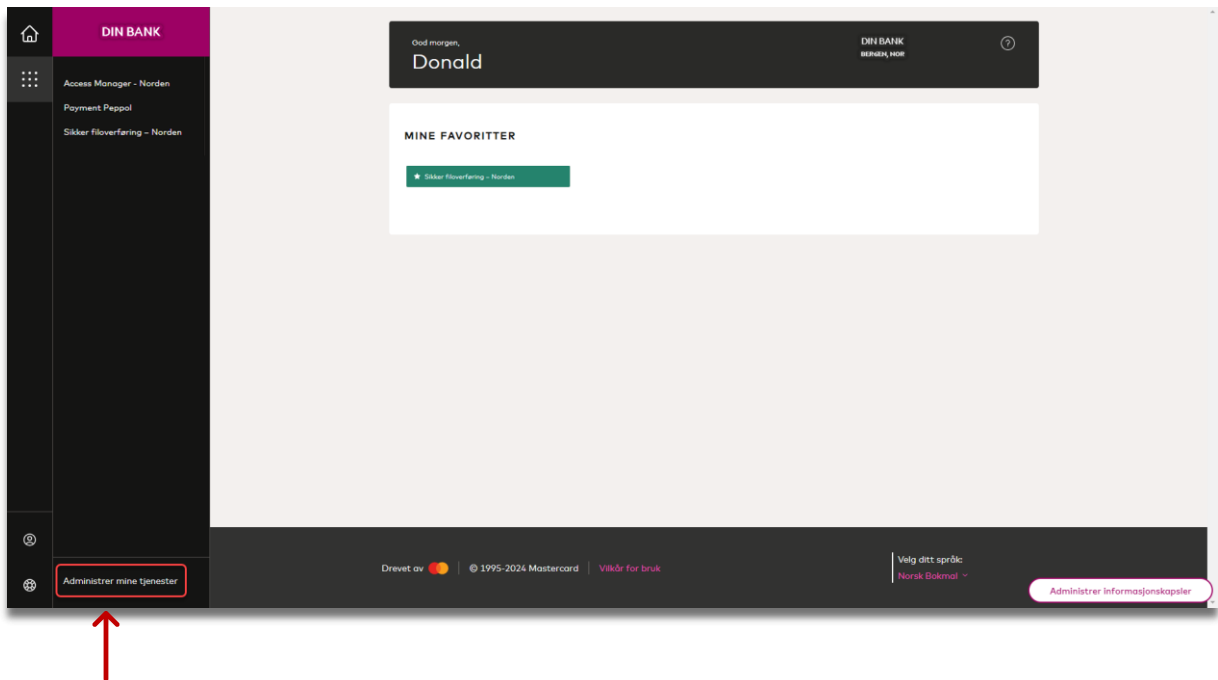 DIN BANK
Access Manager - Norden
Payment Peppol
Sikker filoverføring – Norden
Administrer mine tjenester
God morgen,
Donald
DIN BANK
BERGEN, NOR
MINE FAVORITTER
Sikker filoverføring – Norden
Drevet av
© 1995-2024 Mastercard
Vilkår for bruk
Velg ditt språk:
Norsk Bokmal
Administrer informasjonskapsler